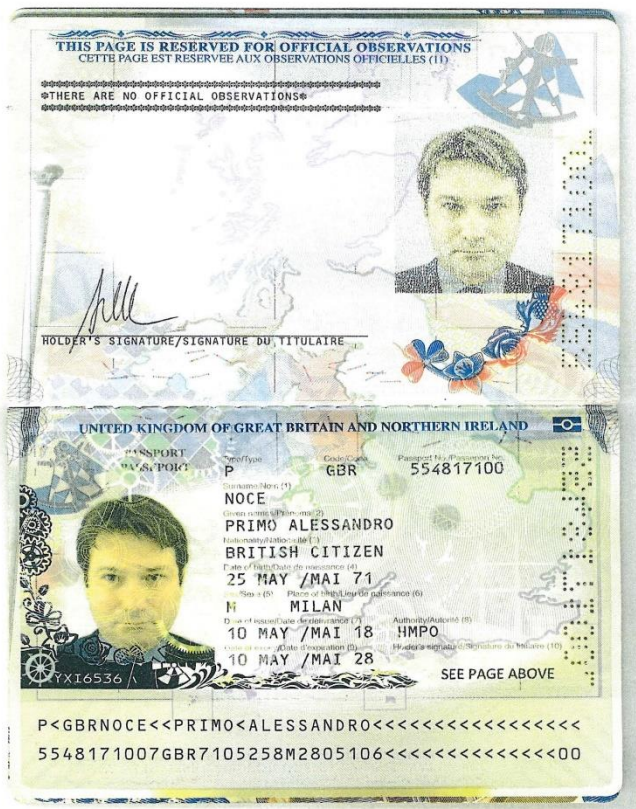 THIS PAGE IS RESERVED FOR OFFICIAL OBSERVATIONS
CETTE PAGE EST RESERVEE AUX OBSERVATIONS OFFICIELLES (11)
*THERE ARE NO OFFICIAL OBSERVATIONS*
HOLDER'S SIGNATURE/SIGNATURE DU TITULAIRE
UNITED KINGDOM OF GREAT BRITAIN AND NORTHERN IRELAND
PASSPORT Type/Type Code/Code Passport No./Passeport No.
PASSEPORT P GBR 554817100
Surname/Nom (1)
NOCE
Given names/Prénoms (2)
PRIMO ALESSANDRO
Nationality/Nationalité (3)
BRITISH CITIZEN
Date of birth/Date de naissance (4)
25 MAY /MAI 71
Sex/Sexe (5) Place of birth/Lieu de naissance (6)
M MILAN
Date of issue/Date de délivrance (7) Authority/Autorité (8)
10 MAY /MAI 18 HMPO
Date of expiry/Date d'expiration (9) Holder's signature/Signature du titulaire (10)
10 MAY /MAI 28
SEE PAGE ABOVE
YXI6536
P<GBRNOCE<<PRIMO<ALESSANDRO<<<<<<<<<<<<<<<<<
5548171007GBR7105258M2805106<<<<<<<<<<<<<<00